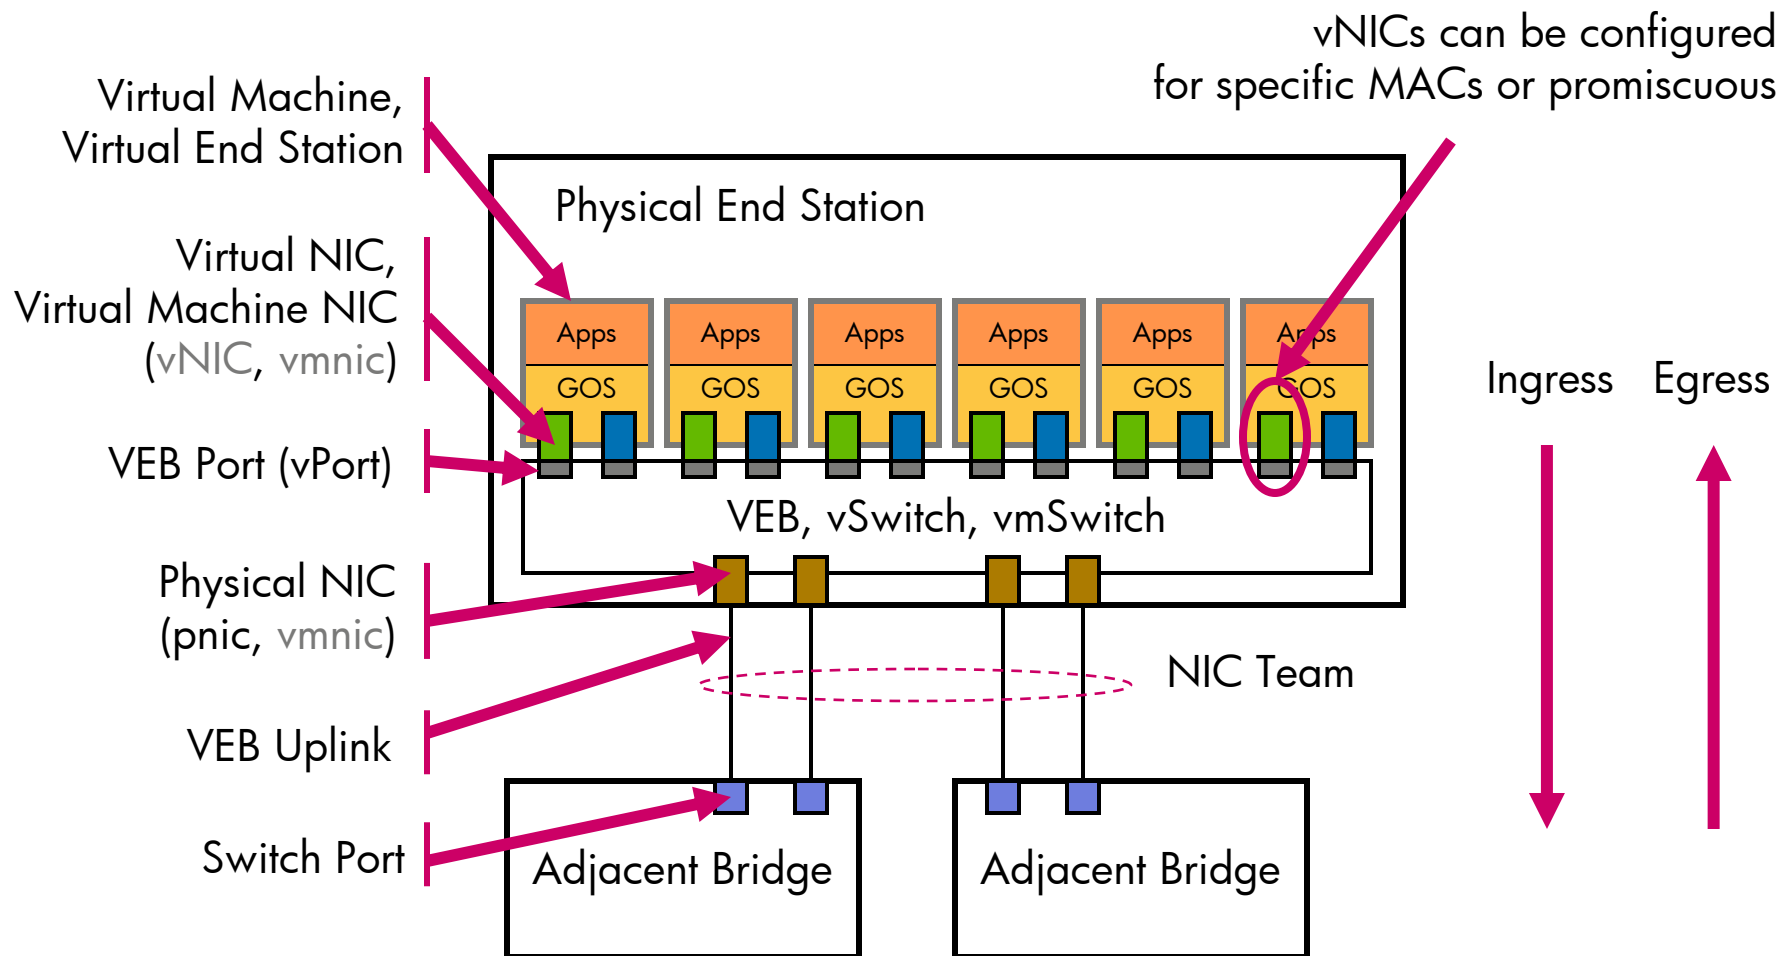 vNICs can be configured
for specific MACs or promiscuous
Virtual Machine,
Virtual End Station
Physical End Station
Virtual NIC,
Virtual Machine NIC
(vNIC, vmnic)
Apps Apps Apps Apps Apps Apps
GOS GOS GOS GOS GOS GOS
Ingress Egress
VEB Port (vPort)
VEB, vSwitch, vmSwitch
Physical NIC
(pnic, vmnic)
NIC Team
VEB Uplink
Switch Port
Adjacent Bridge Adjacent Bridge